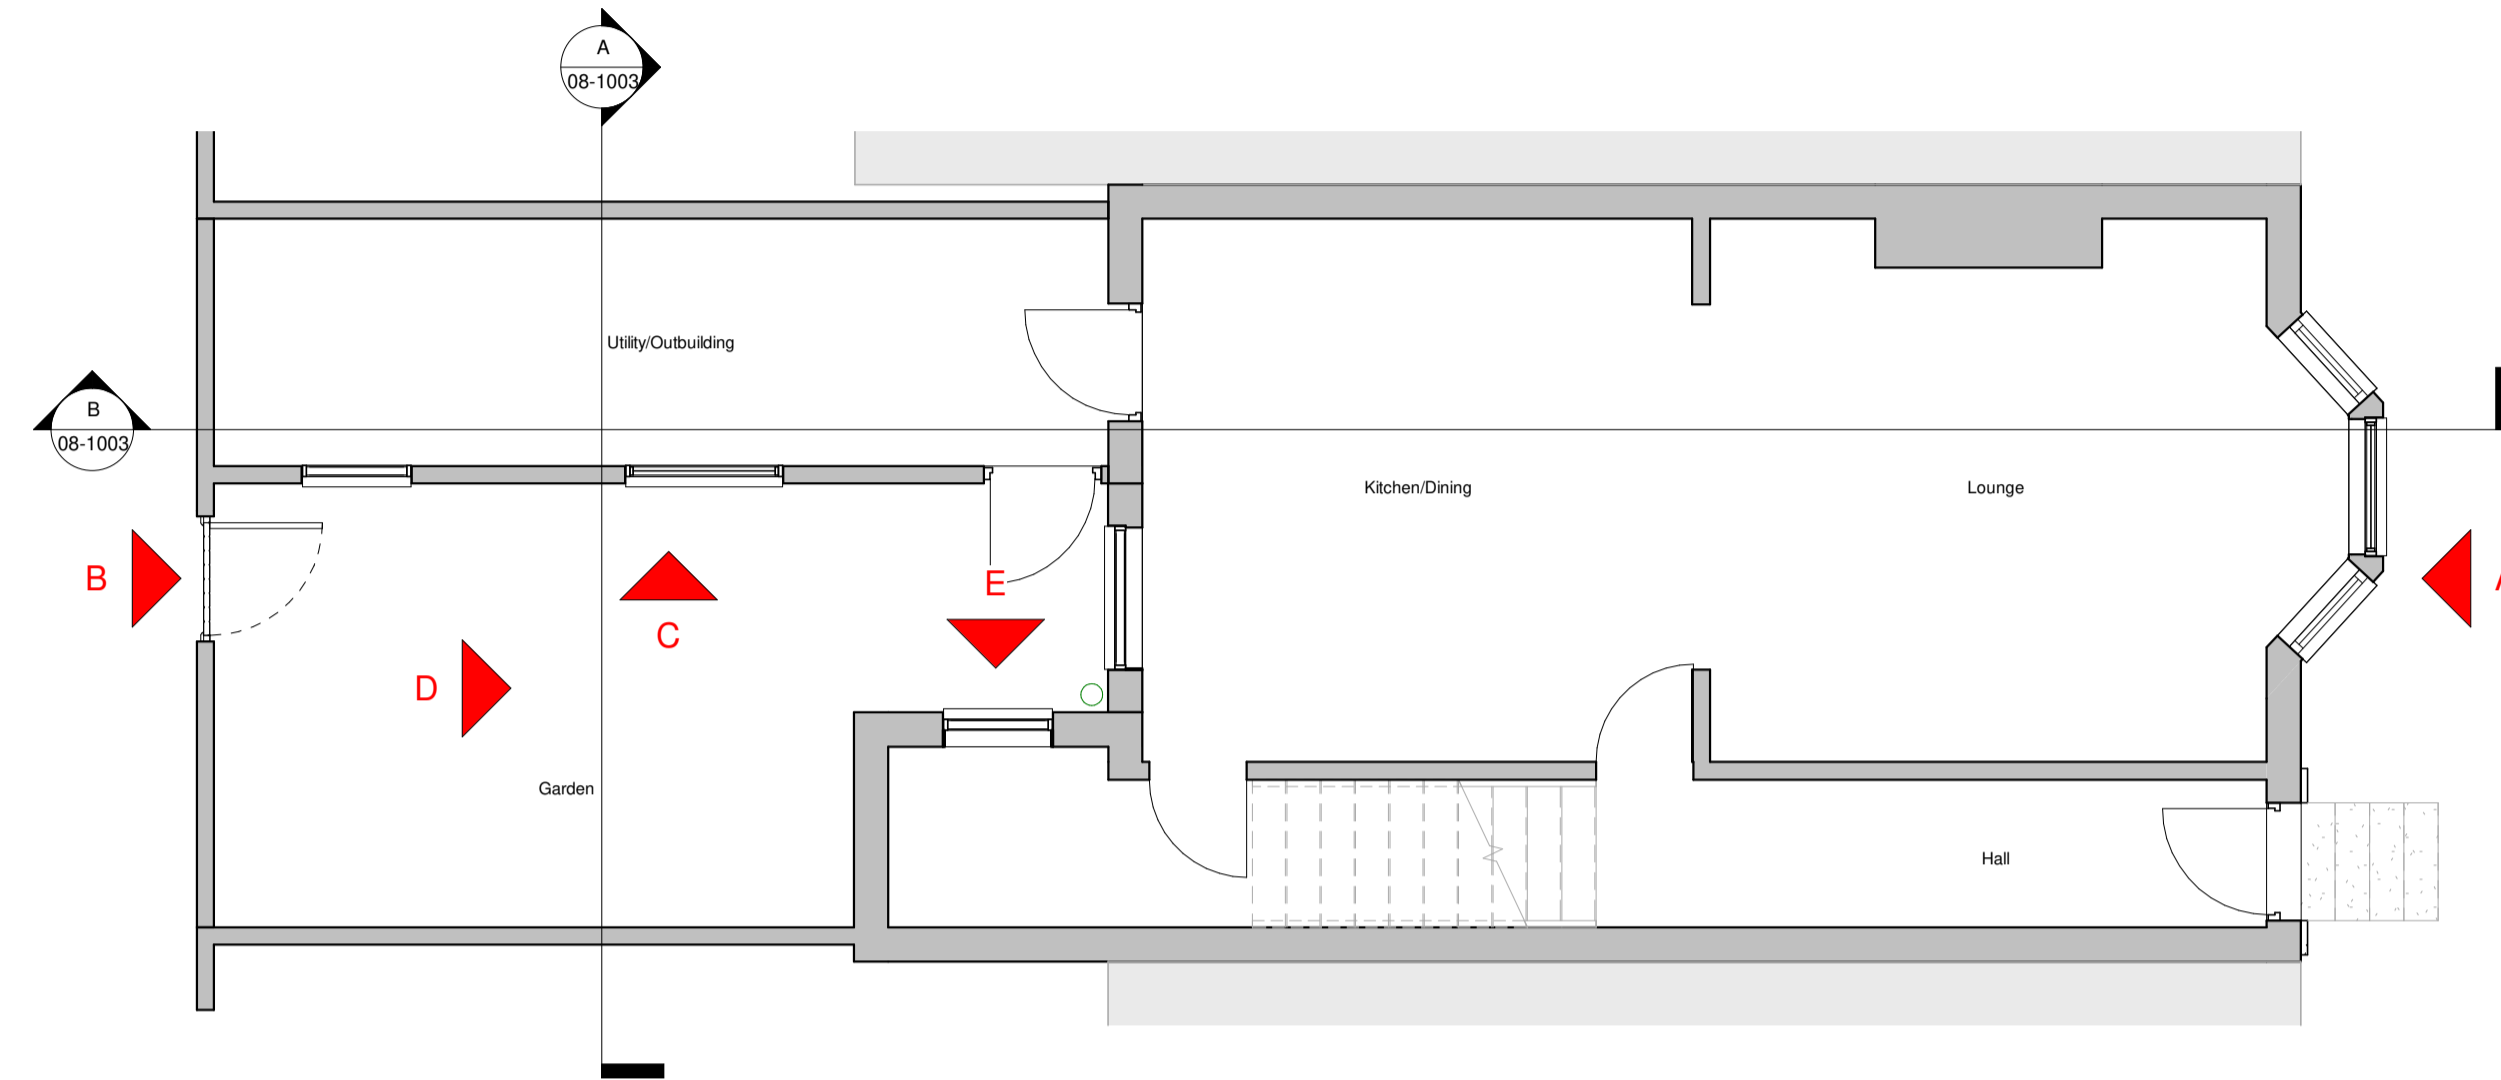 A
08-1003
Utility/Outbuilding
B
08-1003
Kitchen/Dining
Lounge
B
E
A
C
D
Garden
Hall